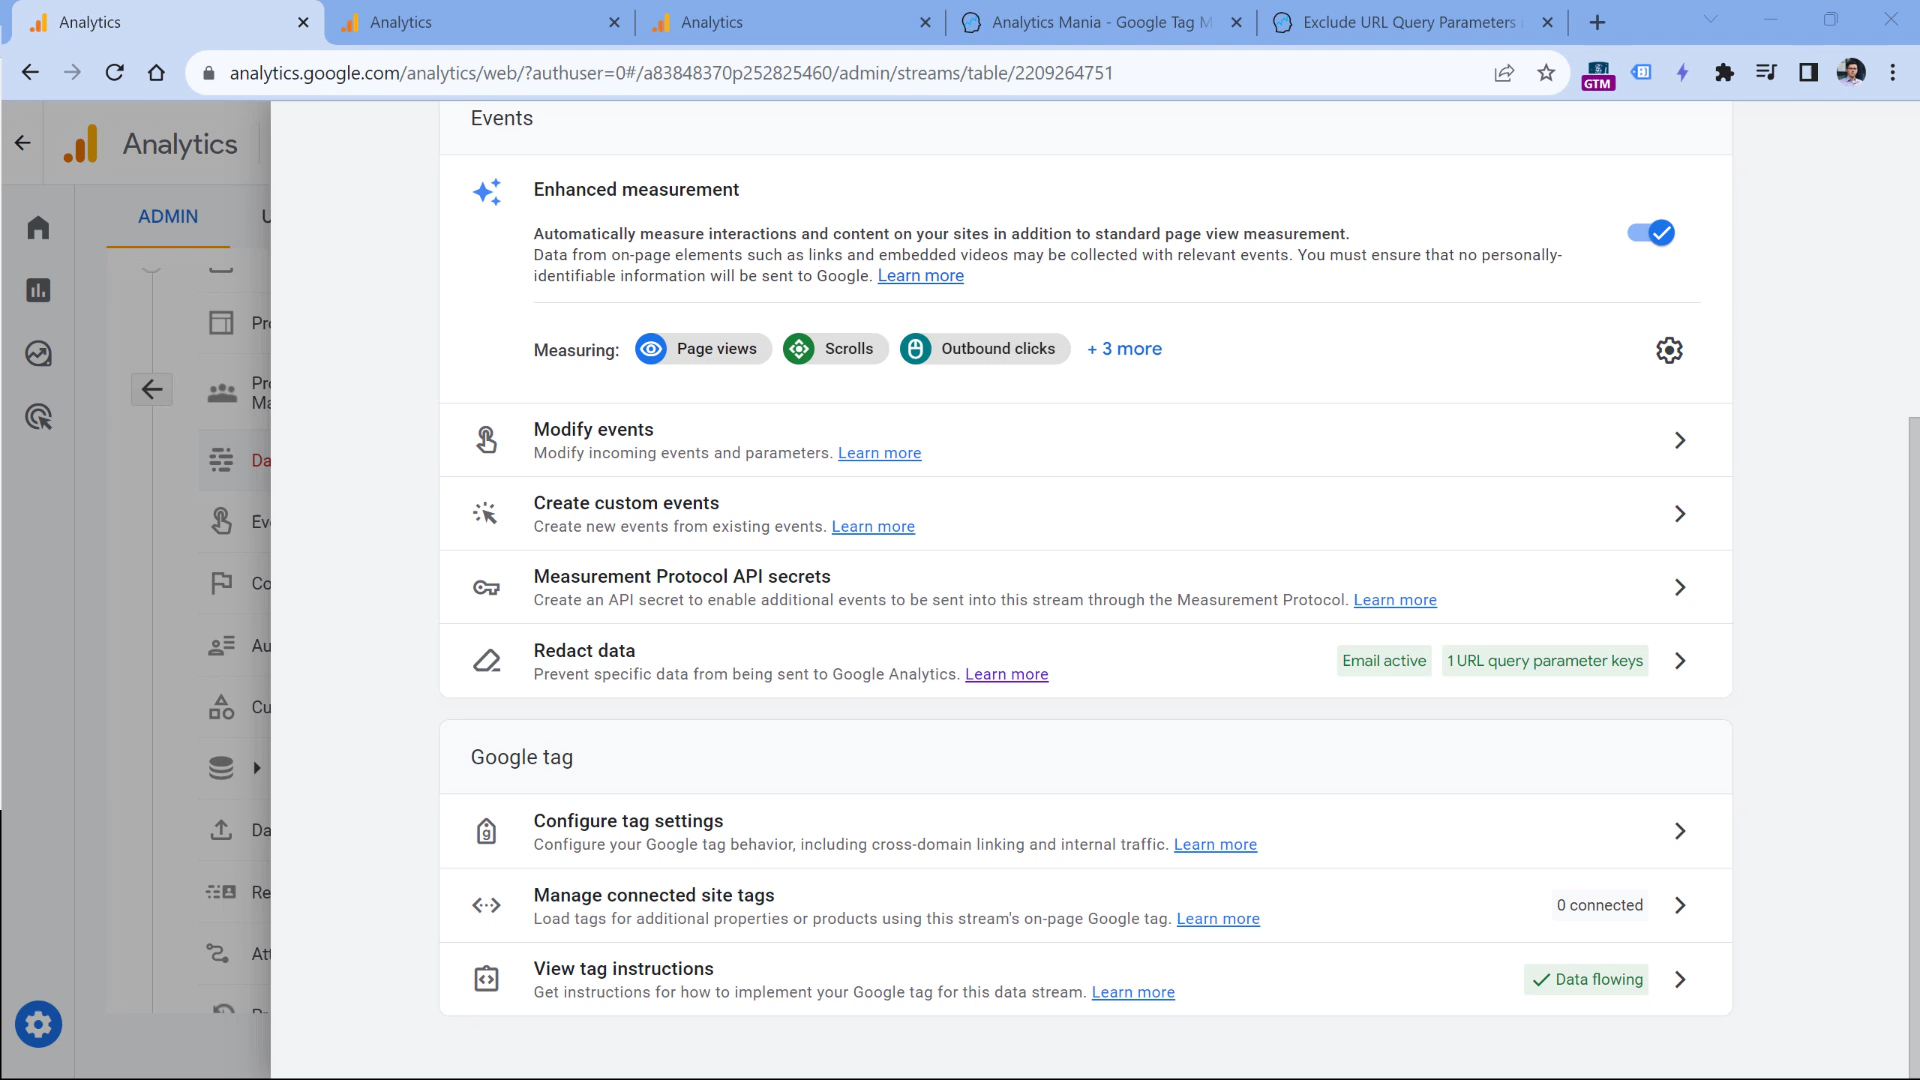 Analytics
Analytics
Analytics
Analytics Mania - Google Tag M
Exclude URL Query Parameters
analytics.google.com/analytics/web/?authuser=0#/a83848370p252825460/admin/streams/table/2209264751
GTM
Analytics
ADMIN
U
Pro
Pro
Ma
Da
Ev
Co
Au
Cu
Da
Re
Att
Events
Enhanced measurement
Automatically measure interactions and content on your sites in addition to standard page view measurement.
Data from on-page elements such as links and embedded videos may be collected with relevant events. You must ensure that no personally-
identifiable information will be sent to Google. Learn more
Measuring: Page views Scrolls Outbound clicks + 3 more
Modify events
Modify incoming events and parameters. Learn more
Create custom events
Create new events from existing events. Learn more
Measurement Protocol API secrets
Create an API secret to enable additional events to be sent into this stream through the Measurement Protocol. Learn more
Redact data
Prevent specific data from being sent to Google Analytics. Learn more
Email active 1 URL query parameter keys
Google tag
Configure tag settings
Configure your Google tag behavior, including cross-domain linking and internal traffic. Learn more
Manage connected site tags
Load tags for additional properties or products using this stream's on-page Google tag. Learn more
0 connected
View tag instructions
Get instructions for how to implement your Google tag for this data stream. Learn more
Data flowing